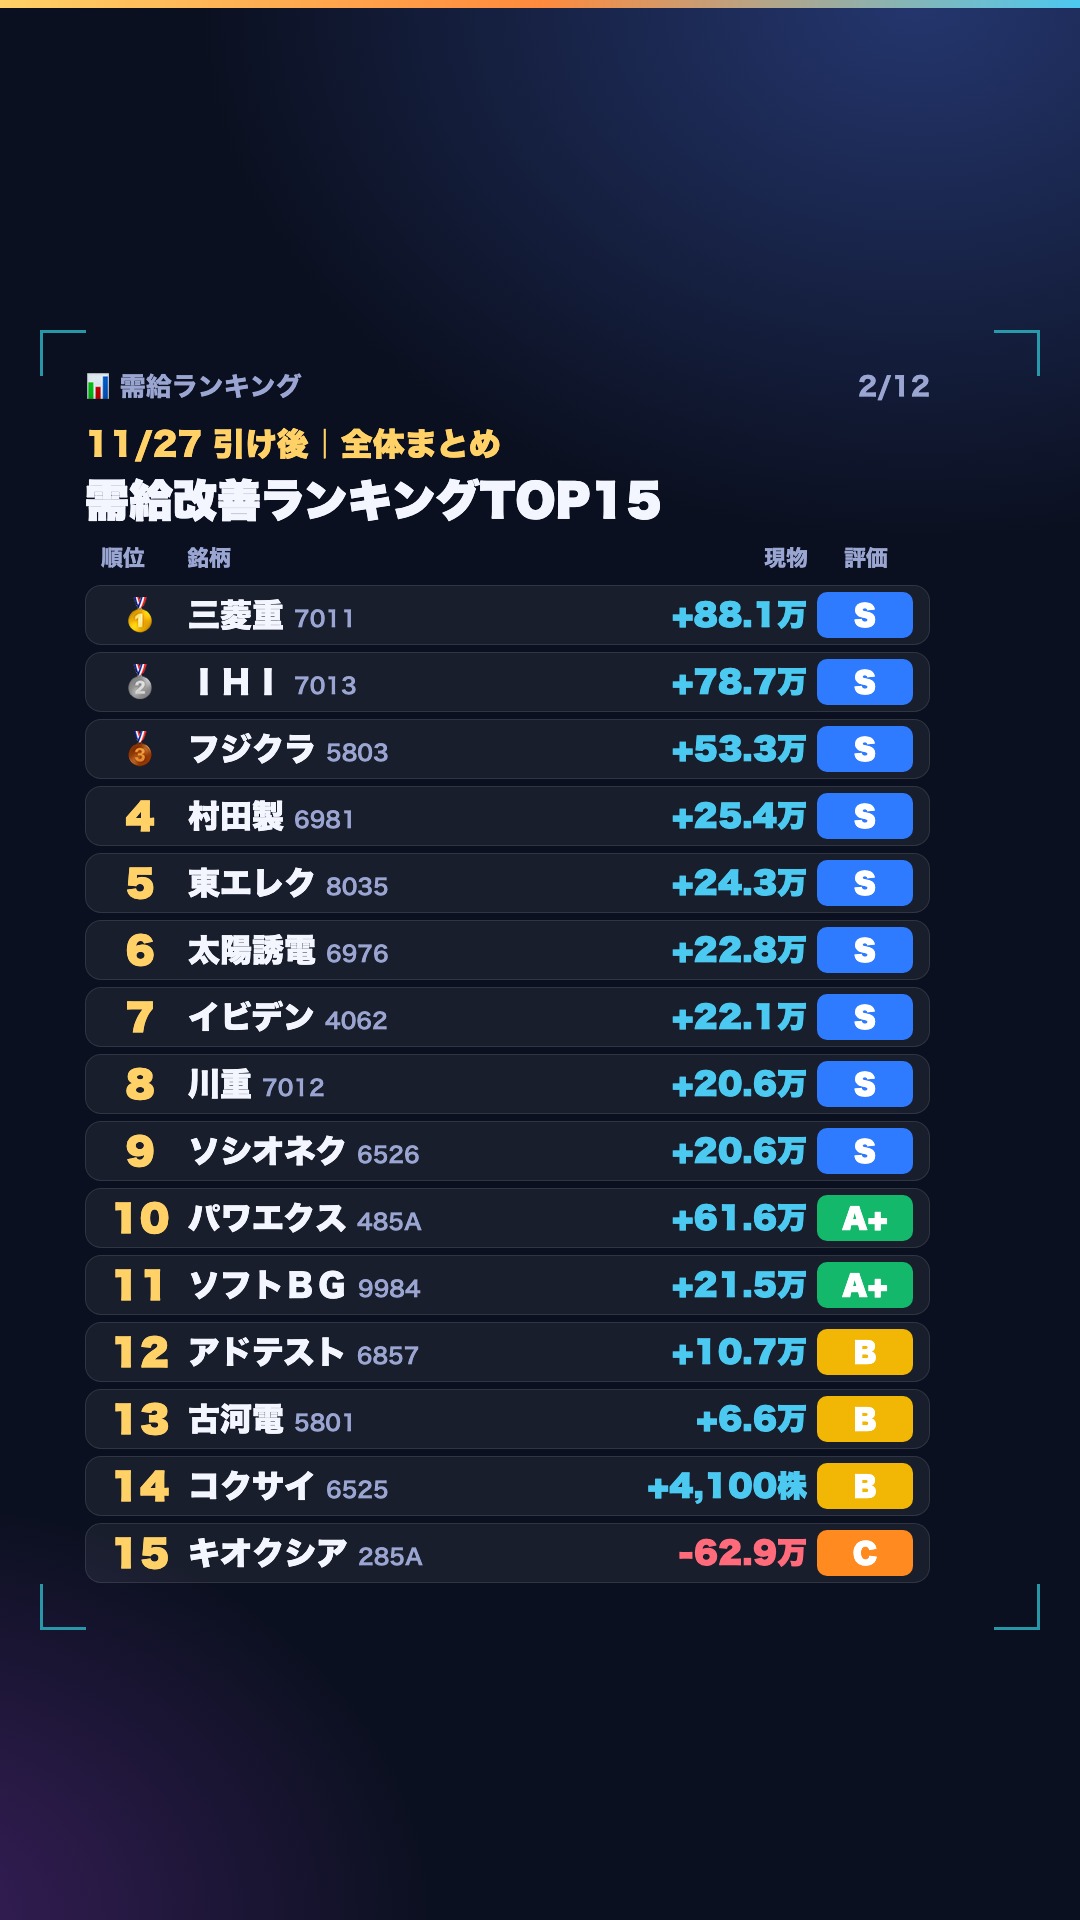 📊 需給ランキング 2/12
11/27 引け後｜全体まとめ
需給改善ランキングTOP15
順位 銘柄 現物 評価
🥇 三菱重 7011 +88.1万 S
🥈 ＩＨＩ 7013 +78.7万 S
🥉 フジクラ 5803 +53.3万 S
4 村田製 6981 +25.4万 S
5 東エレク 8035 +24.3万 S
6 太陽誘電 6976 +22.8万 S
7 イビデン 4062 +22.1万 S
8 川重 7012 +20.6万 S
9 ソシオネク 6526 +20.6万 S
10 パワエクス 485A +61.6万 A+
11 ソフトＢＧ 9984 +21.5万 A+
12 アドテスト 6857 +10.7万 B
13 古河電 5801 +6.6万 B
14 コクサイ 6525 +4,100株 B
15 キオクシア 285A -62.9万 C